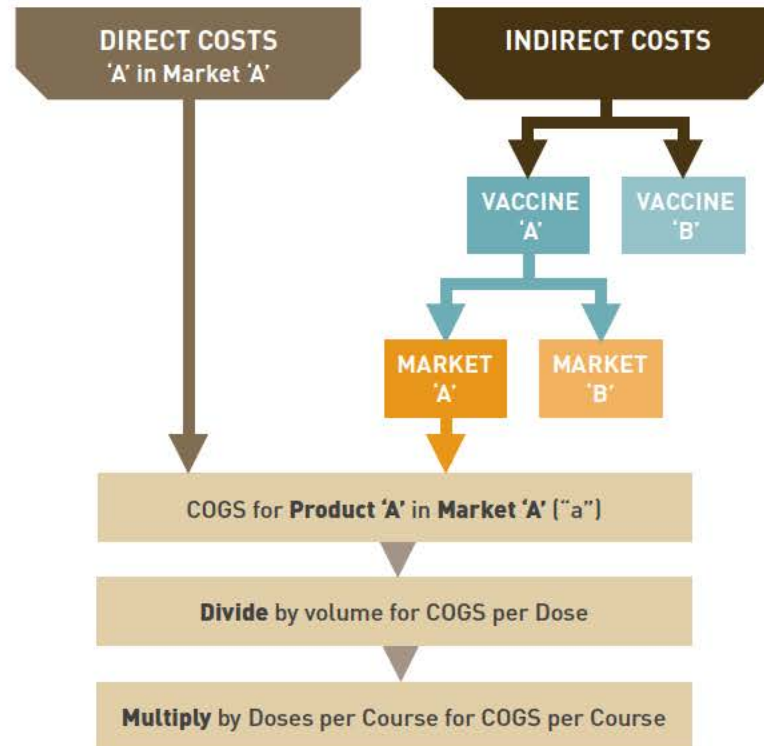 DIRECT COSTS
‘A’ in Market ‘A’
INDIRECT COSTS
VACCINE
‘A’
VACCINE
‘B’
MARKET
‘A’
MARKET
‘B’
COGS for Product ‘A’ in Market ‘A’ (“a”)
Divide by volume for COGS per Dose
Multiply by Doses per Course for COGS per Course